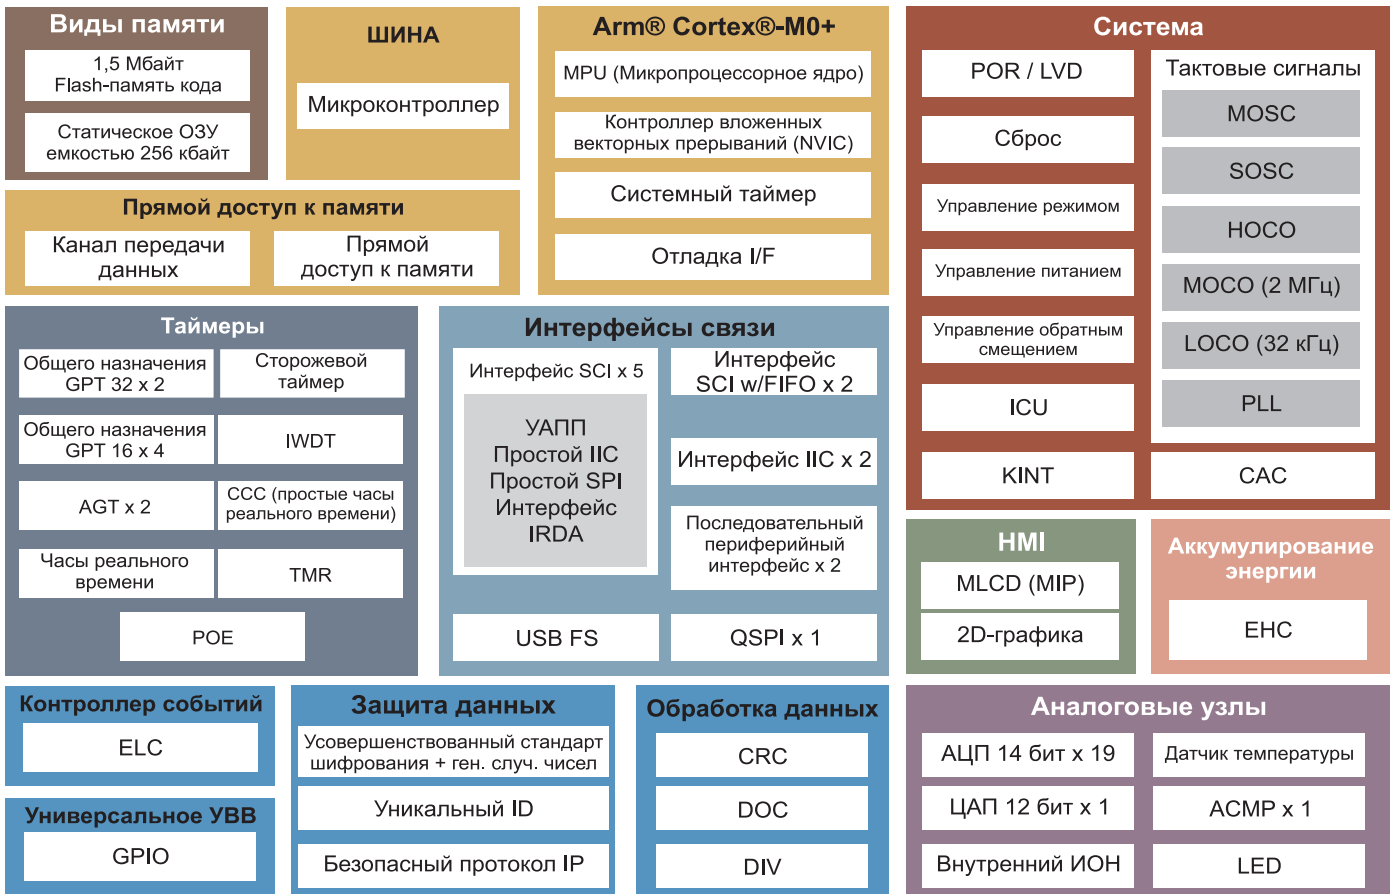 Виды памяти
1,5 Мбайт
Flash-память кода
Статическое ОЗУ
емкостью 256 кбайт
ШИНА
Микроконтроллер
Прямой доступ к памяти
Канал передачи
данных
Прямой
доступ к памяти
Arm® Cortex®-M0+
MPU (Микропроцессорное ядро)
Контроллер вложенных
векторных прерываний (NVIC)
Системный таймер
Отладка I/F
Система
POR / LVD
Сброс
Управление режимом
Управление питанием
Управление обратным
смещением
ICU
KINT
Тактовые сигналы
MOSC
SOSC
HOCO
MOCO (2 МГц)
LOCO (32 кГц)
PLL
CAC
Таймеры
Общего назначения
GPT 32 x 2
Сторожевой
таймер
Общего назначения
GPT 16 x 4
IWDT
AGT x 2
CCC (простые часы
реального времени)
Часы реального
времени
TMR
POE
Интерфейсы связи
Интерфейс SCI x 5
УАПП
Простой IIC
Простой SPI
Интерфейс
IRDA
Интерфейс
SCI w/FIFO x 2
Интерфейс IIC x 2
Последовательный
периферийный
интерфейс x 2
USB FS
QSPI x 1
HMI
MLCD (MIP)
2D-графика
Аккумулирование
энергии
EHC
Контроллер событий
ELC
Универсальное УВВ
GPIO
Защита данных
Усовершенствованный стандарт
шифрования + ген. случ. чисел
Уникальный ID
Безопасный протокол IP
Обработка данных
CRC
DOC
DIV
Аналоговые узлы
АЦП 14 бит x 19
Датчик температуры
ЦАП 12 бит x 1
ACMP x 1
Внутренний ИОН
LED